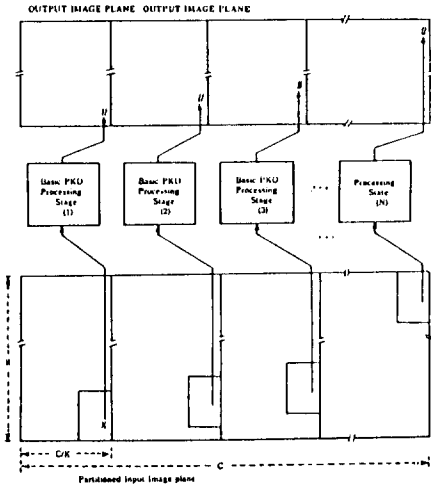 OUTPUT IMAGE PLANE OUTPUT IMAGE PLANE
Basic PKO
Processing
Stage
(1)
Basic PKO
Processing
Stage
(2)
Basic PKO
Processing
Stage
(3)
Processing
State
(N)
X
C/K
C
Partitioned input image plane